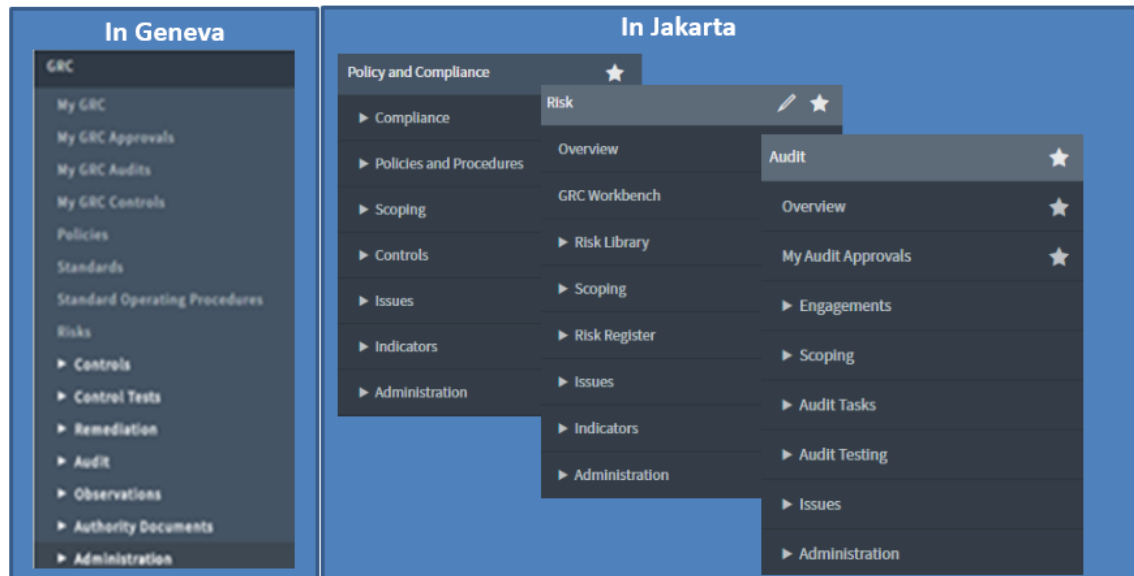 In Geneva
GRC
My GRC
My GRC Approvals
My GRC Audits
My GRC Controls
Policies
Standards
Standard Operating Procedures
Risks
Controls
Control Tests
Remediation
Audit
Observations
Authority Documents
Administration
In Jakarta
Policy and Compliance
Compliance
Policies and Procedures
Scoping
Controls
Issues
Indicators
Administration
Risk
Overview
GRC Workbench
Risk Library
Scoping
Risk Register
Issues
Indicators
Administration
Audit
Overview
My Audit Approvals
Engagements
Scoping
Audit Tasks
Audit Testing
Issues
Administration